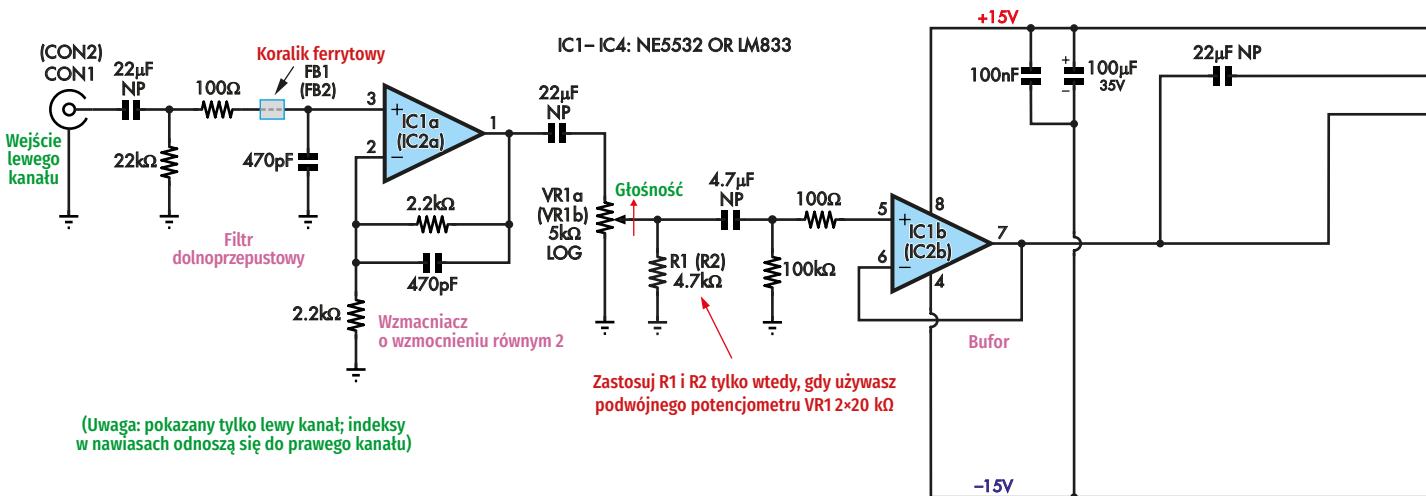 +15V
IC1– IC4: NE5532 OR LM833
(CON2)
CON1
22µF
NP
100Ω
Koralik ferrytowy
FB1
(FB2)
Wejście
lewego
kanału
22kΩ
470pF
3
+
2
–
IC1a
(IC2a)
1
22µF
NP
2.2kΩ
470pF
2.2kΩ
Filtr
dolnoprzepustowy
Wzmacniacz
o wzmocnieniu równym 2
VR1a
(VR1b)
5kΩ
LOG
Głośność
R1 (R2)
4.7kΩ
4.7µF
NP
100kΩ
100Ω
5
+
6
–
IC1b
(IC2b)
8
4
7
Bufor
100nF
+
100µF
35V
–
22µF NP
Zastosuj R1 i R2 tylko wtedy, gdy używasz
podwójnego potencjometru VR1 2×20 kΩ
(Uwaga: pokazany tylko lewy kanał; indeksy
w nawiasach odnoszą się do prawego kanału)
–15V